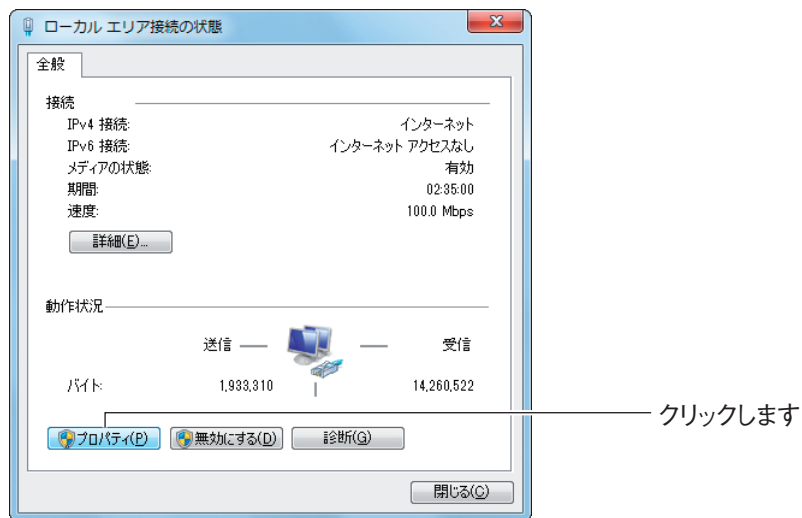 ローカル エリア接続の状態
全般
接続
IPv4 接続: インターネット
IPv6 接続: インターネット アクセスなし
メディアの状態: 有効
期間: 02:35:00
速度: 100.0 Mbps
詳細(E)...
動作状況
送信 受信
バイト: 1,933,310 14,260,522
クリックします
プロパティ(P) 無効にする(D) 診断(G)
閉じる(C)